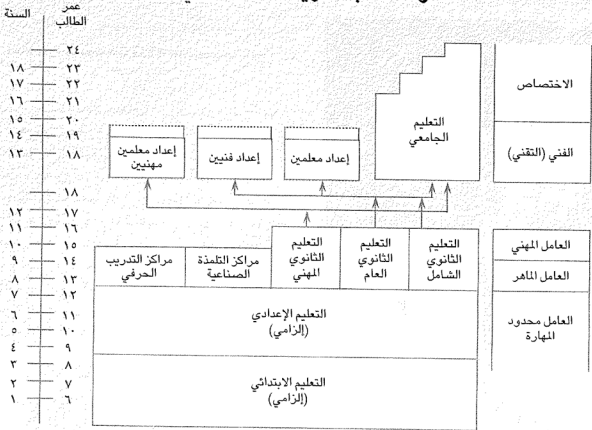 السنة
عمر
الطالب
٢٤
١٨ ٢٣
١٧ ٢٢
١٦ ٢١
١٥ ٢٠
١٤ ١٩
١٣ ١٨
١٨
١٢ ١٧
١١ ١٦
١٠ ١٥
٩ ١٤
٨ ١٣
٧ ١٢
٦ ١١
٥ ١٠
٤ ٩
٣ ٨
٢ ٧
١ ٦
الاختصاص
الفني (التقني)
التعليم
الجامعي
إعداد معلمين
إعداد فنيين
إعداد معلمين
مهنيين
العامل المهني
العامل الماهر
العامل محدود
المهارة
التعليم
الثانوي
الشامل
التعليم
الثانوي
العام
التعليم
الثانوي
المهني
مراكز التلمذة
الصناعية
مراكز التدريب
الحرفي
التعليم الإعدادي
(إلزامي)
التعليم الابتدائي
(إلزامي)